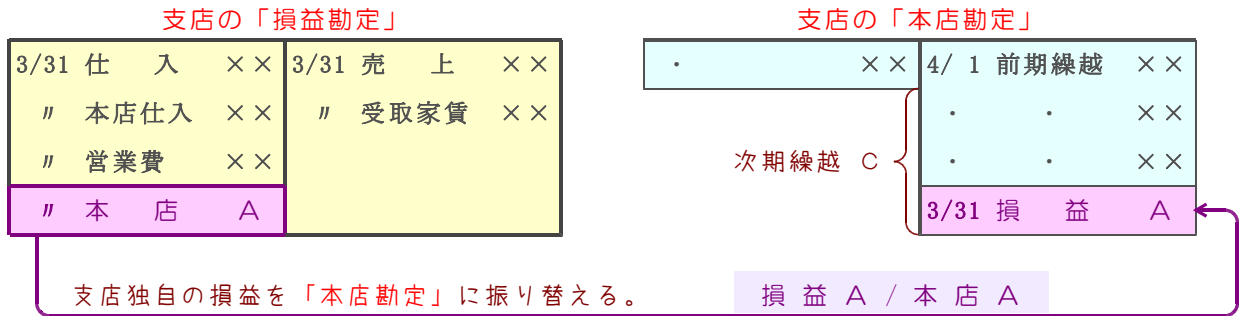 支店の「損益勘定」
3/31 仕 入 ×× 3/31 売 上 ××
〃 本店仕入 ×× 〃 受取家賃 ××
〃 営業費 ××
〃 本 店 A
支店の「本店勘定」
・ ×× 4/ 1 前期繰越 ××
・ ・ ××
次期繰越 C ・ ・ ××
3/31 損 益 A
支店独自の損益を「本店勘定」に振り替える。 損 益 A / 本 店 A